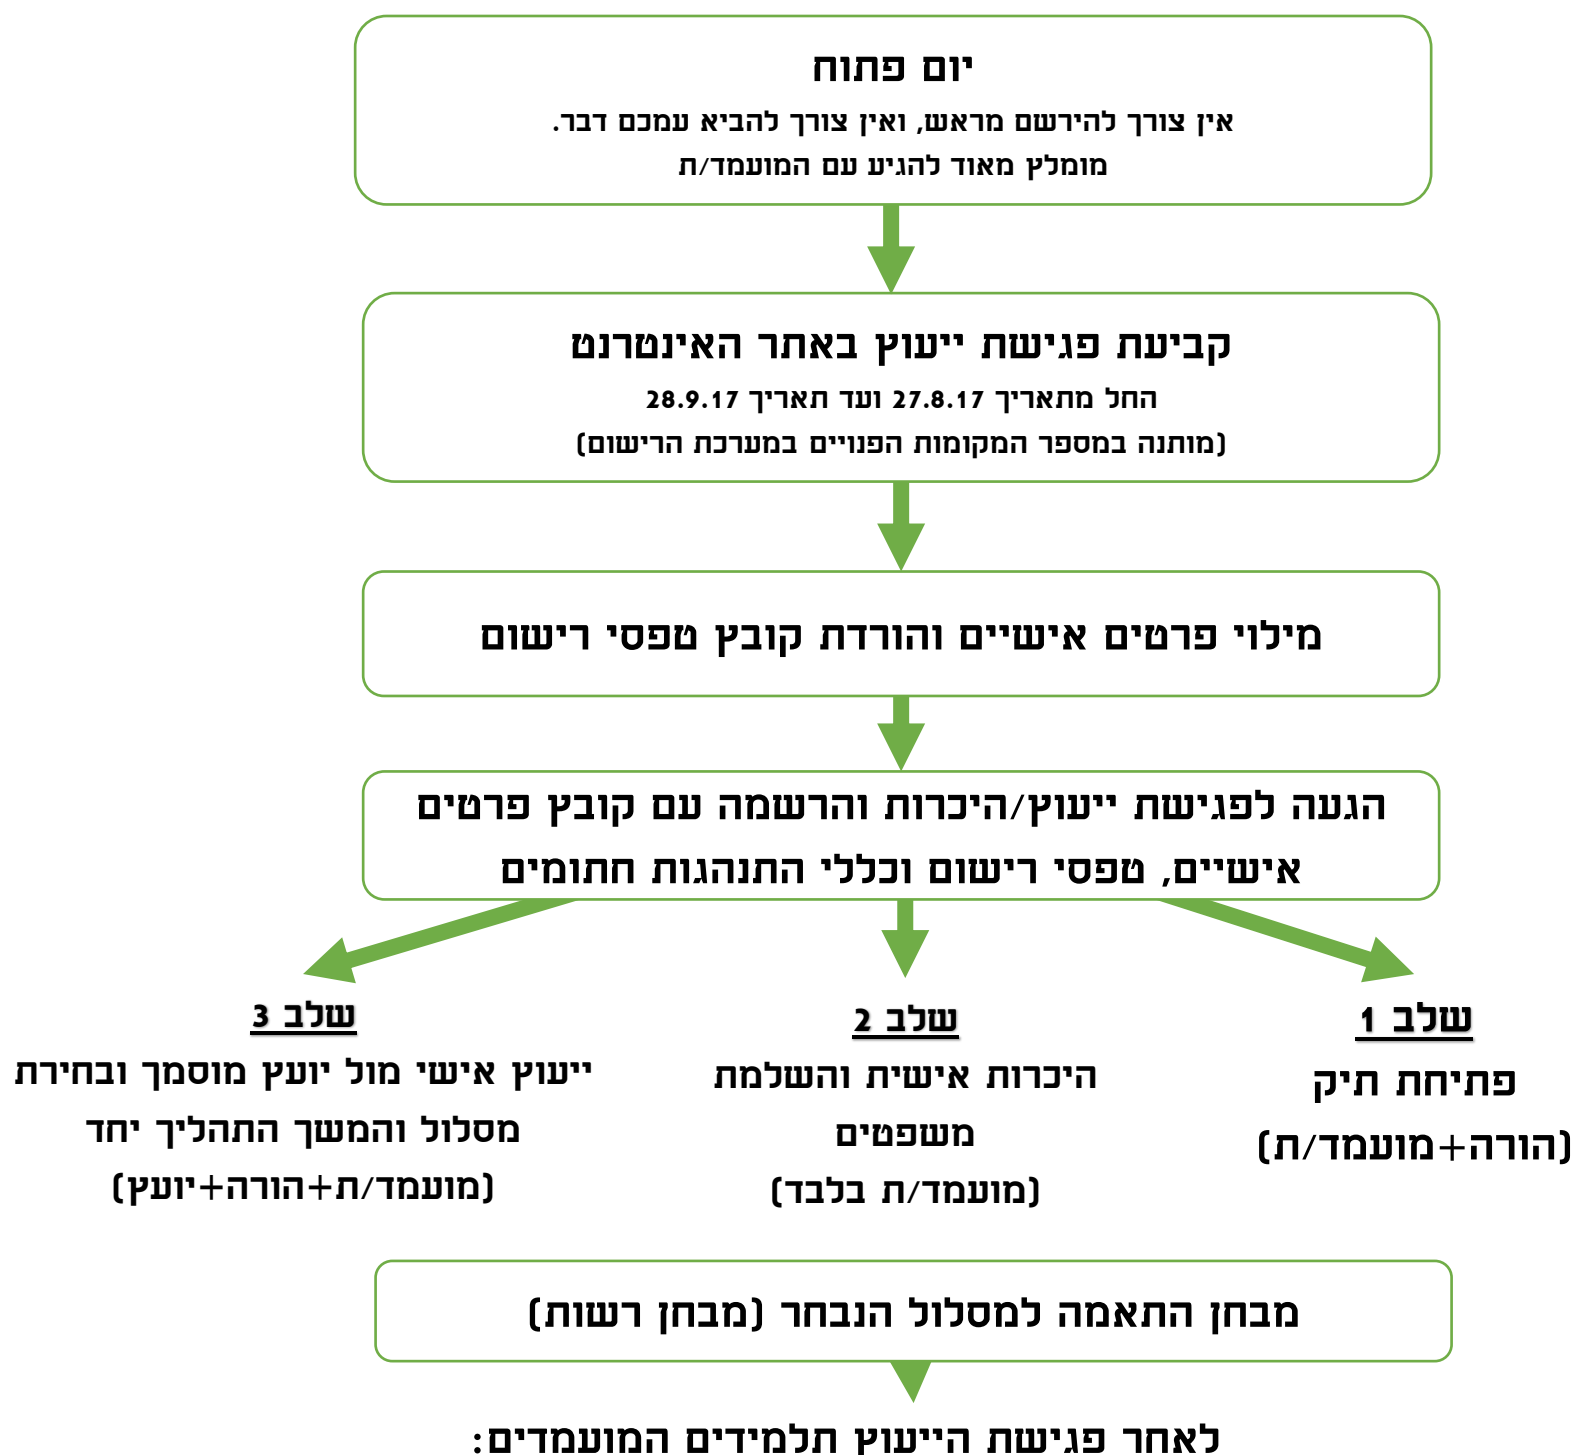 יום פתוח
אין צורך להירשם מראש, ואין צורך להביא עמכם דבר.
מומלץ מאוד להגיע עם המועמד/ת
קביעת פגישת ייעוץ באתר האינטרנט
החל מתאריך 27.8.17 ועד תאריך 28.9.17
(מותנה במספר המקומות הפנויים במערכת הרישום)
מילוי פרטים אישיים והורדת קובץ טפסי רישום
הגעה לפגישת ייעוץ/היכרות והרשמה עם קובץ פרטים
אישיים, טפסי רישום וכללי התנהגות חתומים
שלב 1
פתיחת תיק
(הורה+מועמד/ת)
שלב 2
היכרות אישית והשלמת
משפטים
(מועמד/ת בלבד)
שלב 3
ייעוץ אישי מול יועץ מוסמך ובחירת
מסלול והמשך התהליך יחד
(מועמד/ת+הורה+יועץ)
מבחן התאמה למסלול הנבחר (מבחן רשות)
לאחר פגישת הייעוץ תלמידים המועמדים: